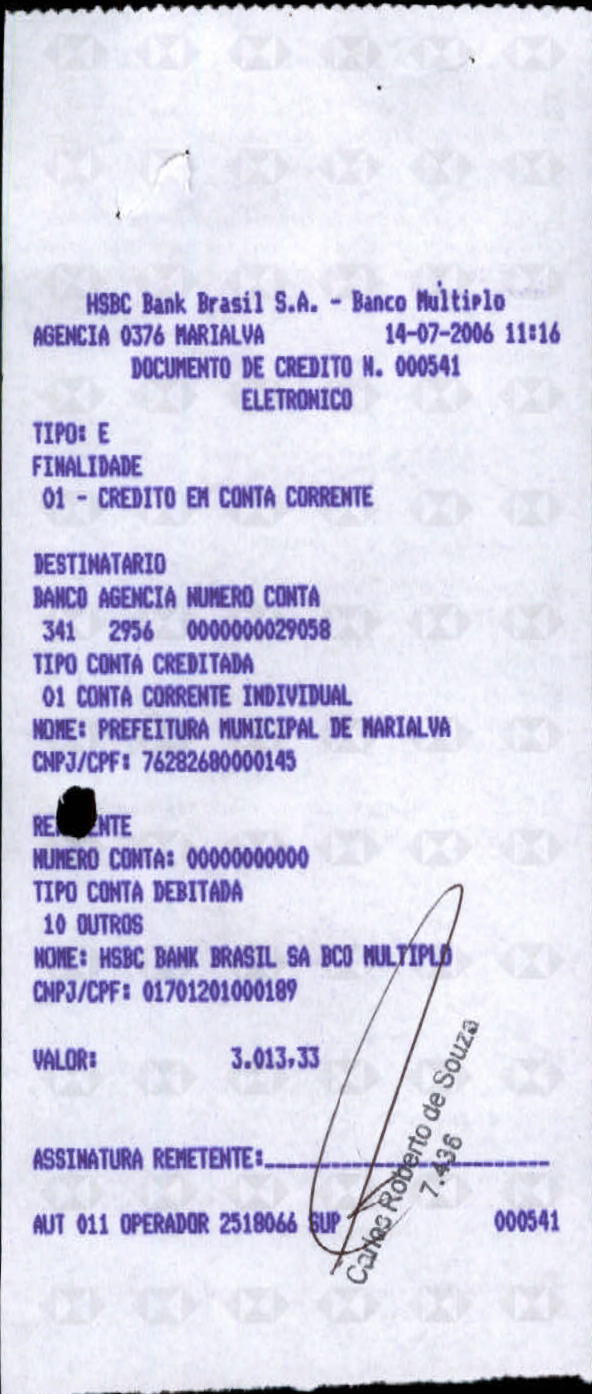 HSBC Bank Brasil S.A. - Banco Multiplo
AGENCIA 0376 MARIALVA 14-07-2006 11:16
DOCUMENTO DE CREDITO N. 000541
ELETRONICO
TIPO: E
FINALIDADE
01 - CREDITO EM CONTA CORRENTE
DESTINATARIO
BANCO AGENCIA NUMERO CONTA
341 2956 0000000029058
TIPO CONTA CREDITADA
01 CONTA CORRENTE INDIVIDUAL
NOME: PREFEITURA MUNICIPAL DE MARIALVA
CNPJ/CPF: 76282680000145
NUMERO CONTA: 00000000000
TIPO CONTA DEBITADA
10 OUTROS
NOME: HSBC BANK BRASIL SA BCO MULTIPLO
CNPJ/CPF: 01701201000189
VALOR: 3.013,33
ASSINATURA REMETENTE:
AUT 011 OPERADOR 2518066 SUP 000541
Carlos Roberto de Souza
7.436